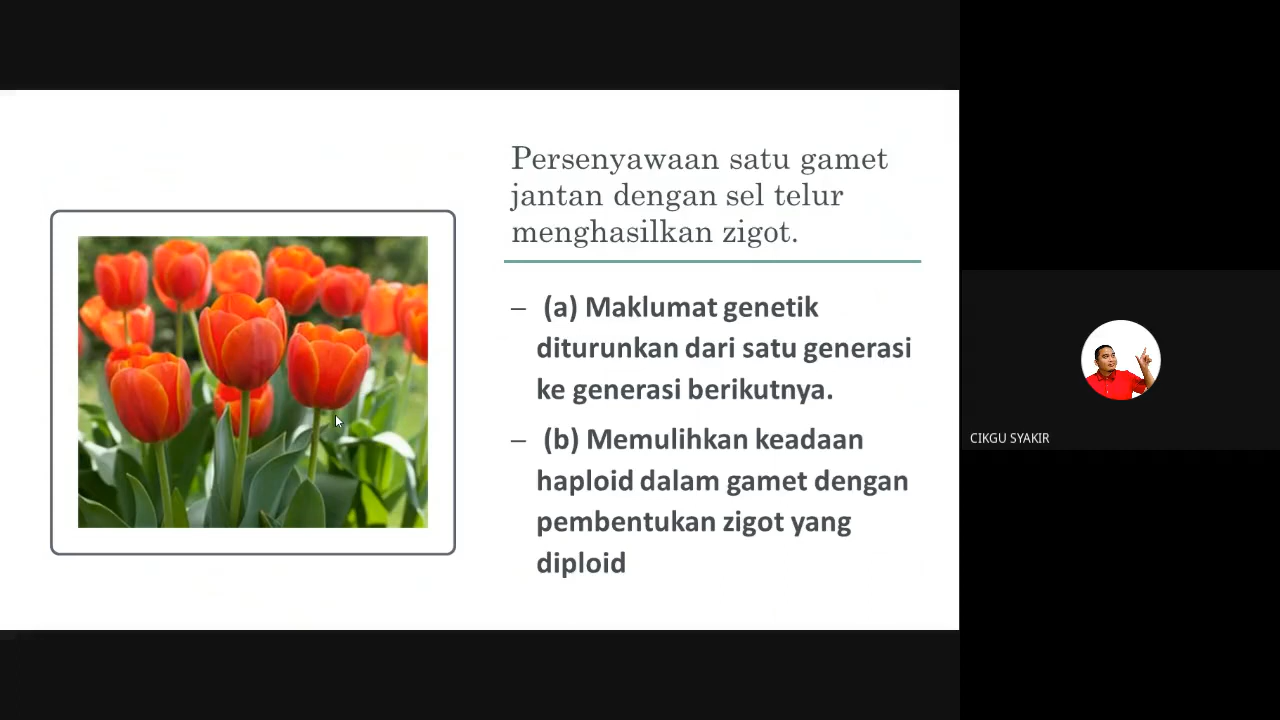 Persenyawaan satu gamet
jantan dengan sel telur
menghasilkan zigot.
– (a) Maklumat genetik
diturunkan dari satu generasi
ke generasi berikutnya.
– (b) Memulihkan keadaan
haploid dalam gamet dengan
pembentukan zigot yang
diploid
CIKGU SYAKIR